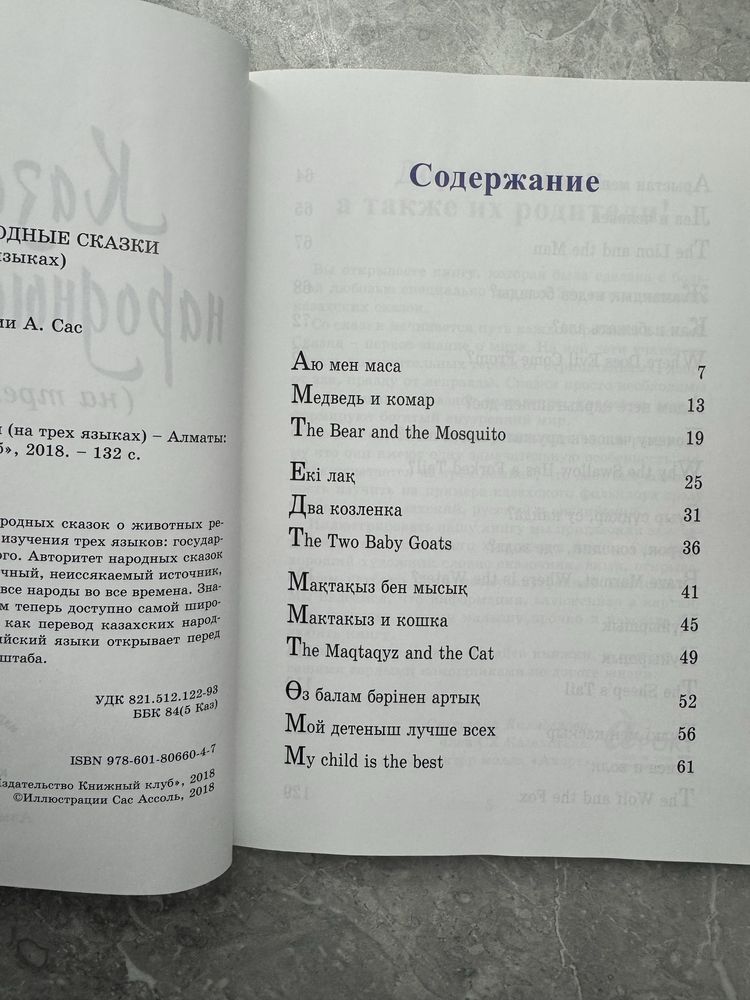 ОДНЫЕ СКАЗКИ
языках)
ии А. Сас
и (на трех языках) – Алматы:
б», 2018. – 132 с.
родных сказок о животных ре-
изучения трех языков: государ-
ого. Авторитет народных сказок
чный, неиссякаемый источник,
все народы во все времена. Зна-
м теперь доступно самой широ-
как перевод казахских народ-
ийский языки открывает перед
штаба.
УДК 821.512.122-93
ББК 84(5 Каз)
ISBN 978-601-80660-4-7
здательство Книжный клуб», 2018
©Иллюстрации Сас Ассоль, 2018
Содержание
Аю мен маса 7
Медведь и комар 13
The Bear and the Mosquito 19
Екі лақ 25
Два козленка 31
The Two Baby Goats 36
Мақтақыз бен мысық 41
Мактакыз и кошка 45
The Maqtaqyz and the Cat 49
Өз балам бәрінен артық 52
Мой детеныш лучше всех 56
My child is the best 61